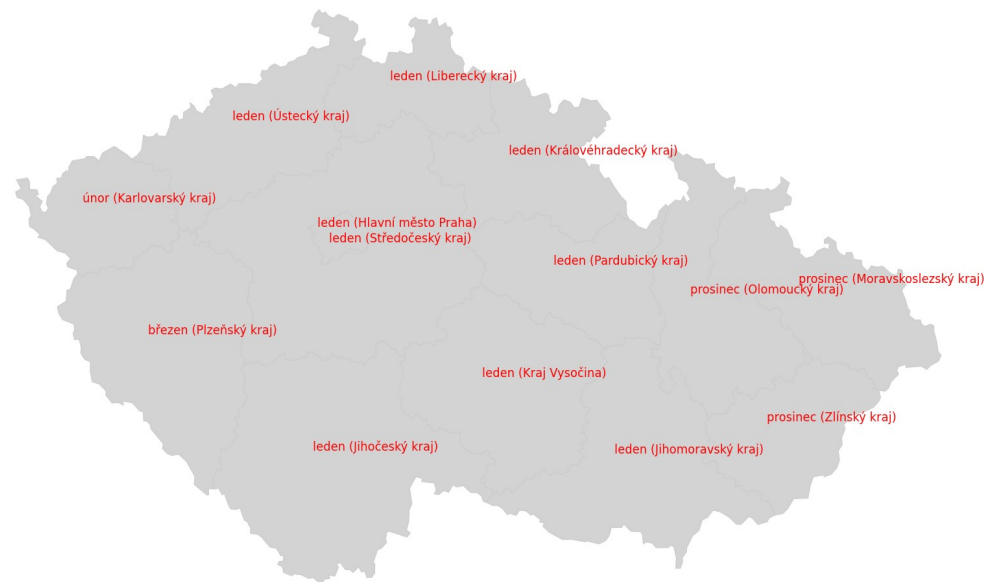 leden (Liberecký kraj)
leden (Ústecký kraj)
leden (Královéhradecký kraj)
únor (Karlovarský kraj)
leden (Hlavní město Praha)
leden (Středočeský kraj)
leden (Pardubický kraj)
prosinec (Moravskoslezský kraj)
prosinec (Olomoucký kraj)
březen (Plzeňský kraj)
leden (Kraj Vysočina)
prosinec (Zlínský kraj)
leden (Jihočeský kraj)
leden (Jihomoravský kraj)